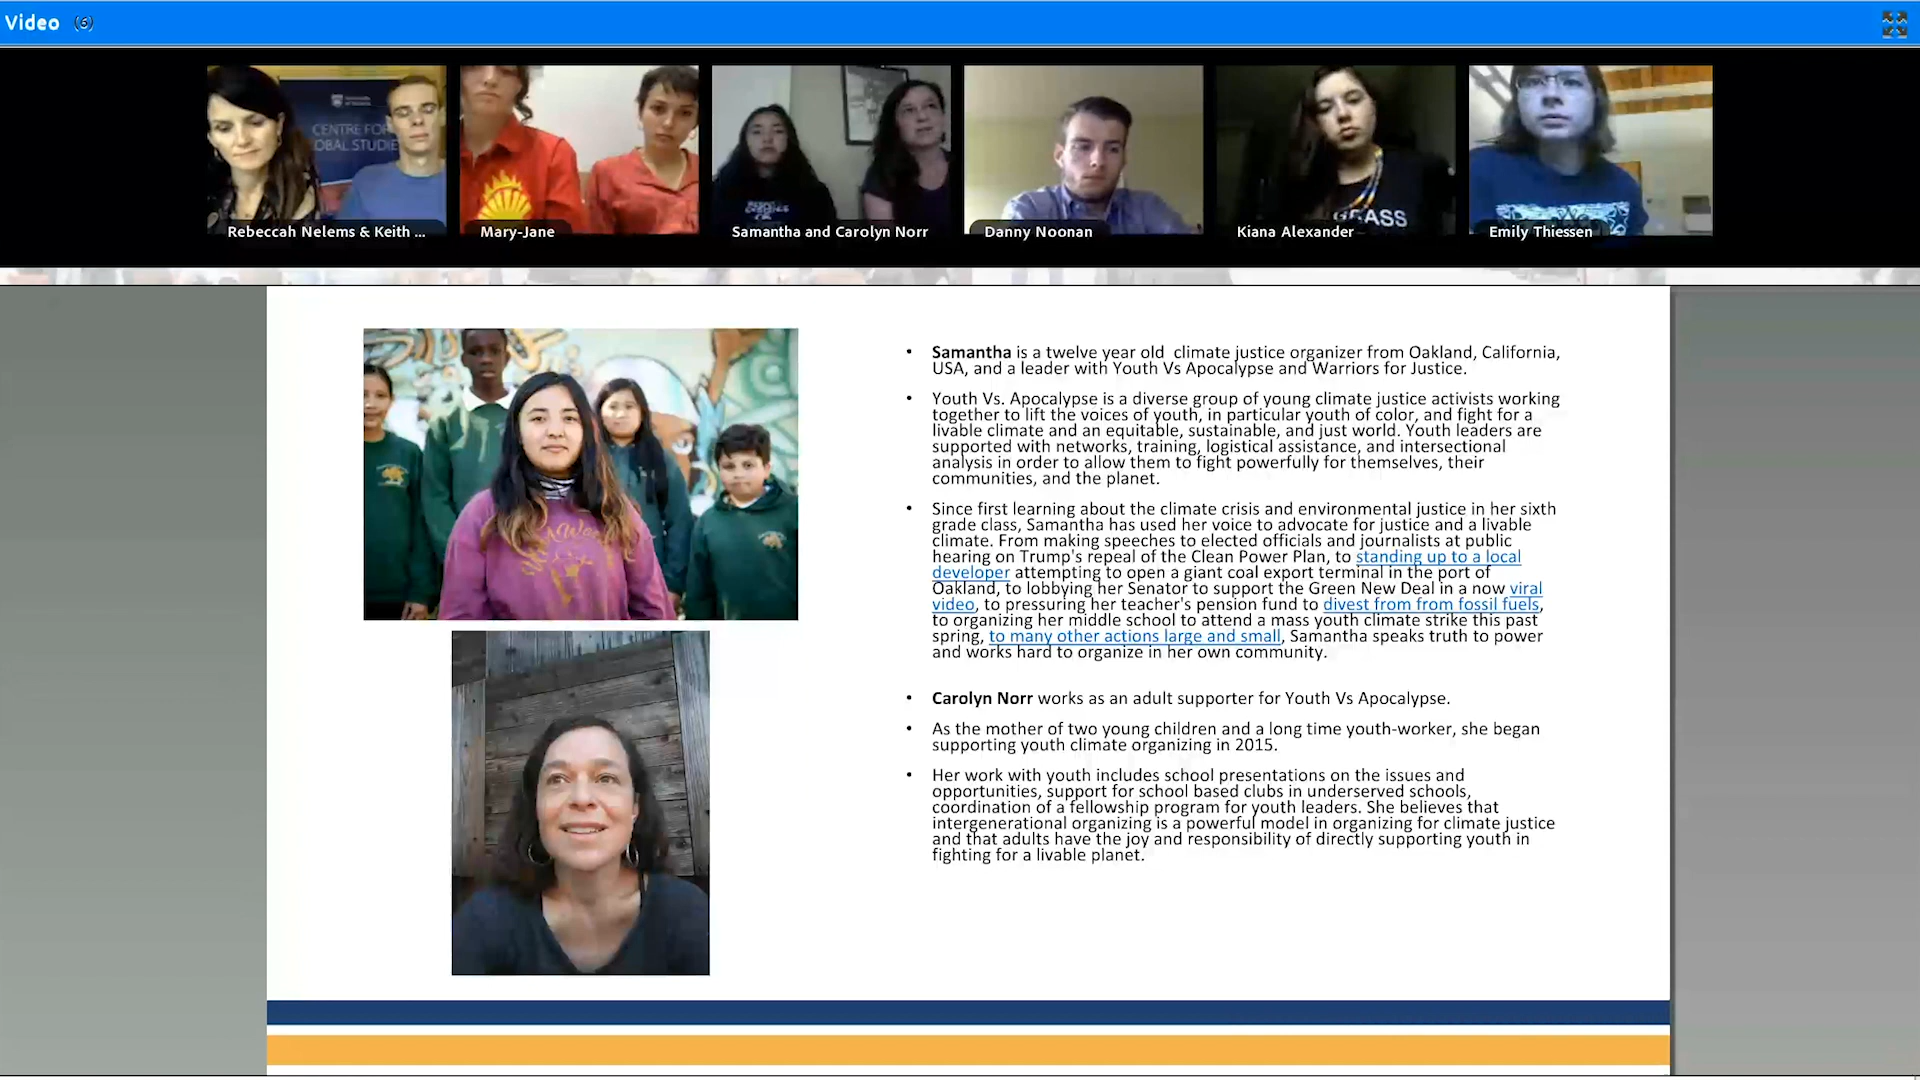 Video (6)
CENTRE FOR
OBAL STUDIE
GRASS
Rebeccah Nelems & Keith ...
Mary-Jane
Samantha and Carolyn Norr
Danny Noonan
Kiana Alexander
Emily Thiessen
• Samantha is a twelve year old climate justice organizer from Oakland, California,
USA, and a leader with Youth Vs Apocalypse and Warriors for Justice.
• Youth Vs. Apocalypse is a diverse group of young climate justice activists working
together to lift the voices of youth, in particular youth of color, and fight for a
livable climate and an equitable, sustainable, and just world. Youth leaders are
supported with networks, training, logistical assistance, and intersectional
analysis in order to allow them to fight powerfully for themselves, their
communities, and the planet.
• Since first learning about the climate crisis and environmental justice in her sixth
grade class, Samantha has used her voice to advocate for justice and a livable
climate. From making speeches to elected officials and journalists at public
hearing on Trump's repeal of the Clean Power Plan, to standing up to a local
developer attempting to open a giant coal export terminal in the port of
Oakland, to lobbying her Senator to support the Green New Deal in a now viral
video, to pressuring her teacher's pension fund to divest from from fossil fuels,
to organizing her middle school to attend a mass youth climate strike this past
spring, to many other actions large and small, Samantha speaks truth to power
and works hard to organize in her own community.
• Carolyn Norr works as an adult supporter for Youth Vs Apocalypse.
• As the mother of two young children and a long time youth-worker, she began
supporting youth climate organizing in 2015.
• Her work with youth includes school presentations on the issues and
opportunities, support for school based clubs in underserved schools,
coordination of a fellowship program for youth leaders. She believes that
intergenerational organizing is a powerful model in organizing for climate justice
and that adults have the joy and responsibility of directly supporting youth in
fighting for a livable planet.